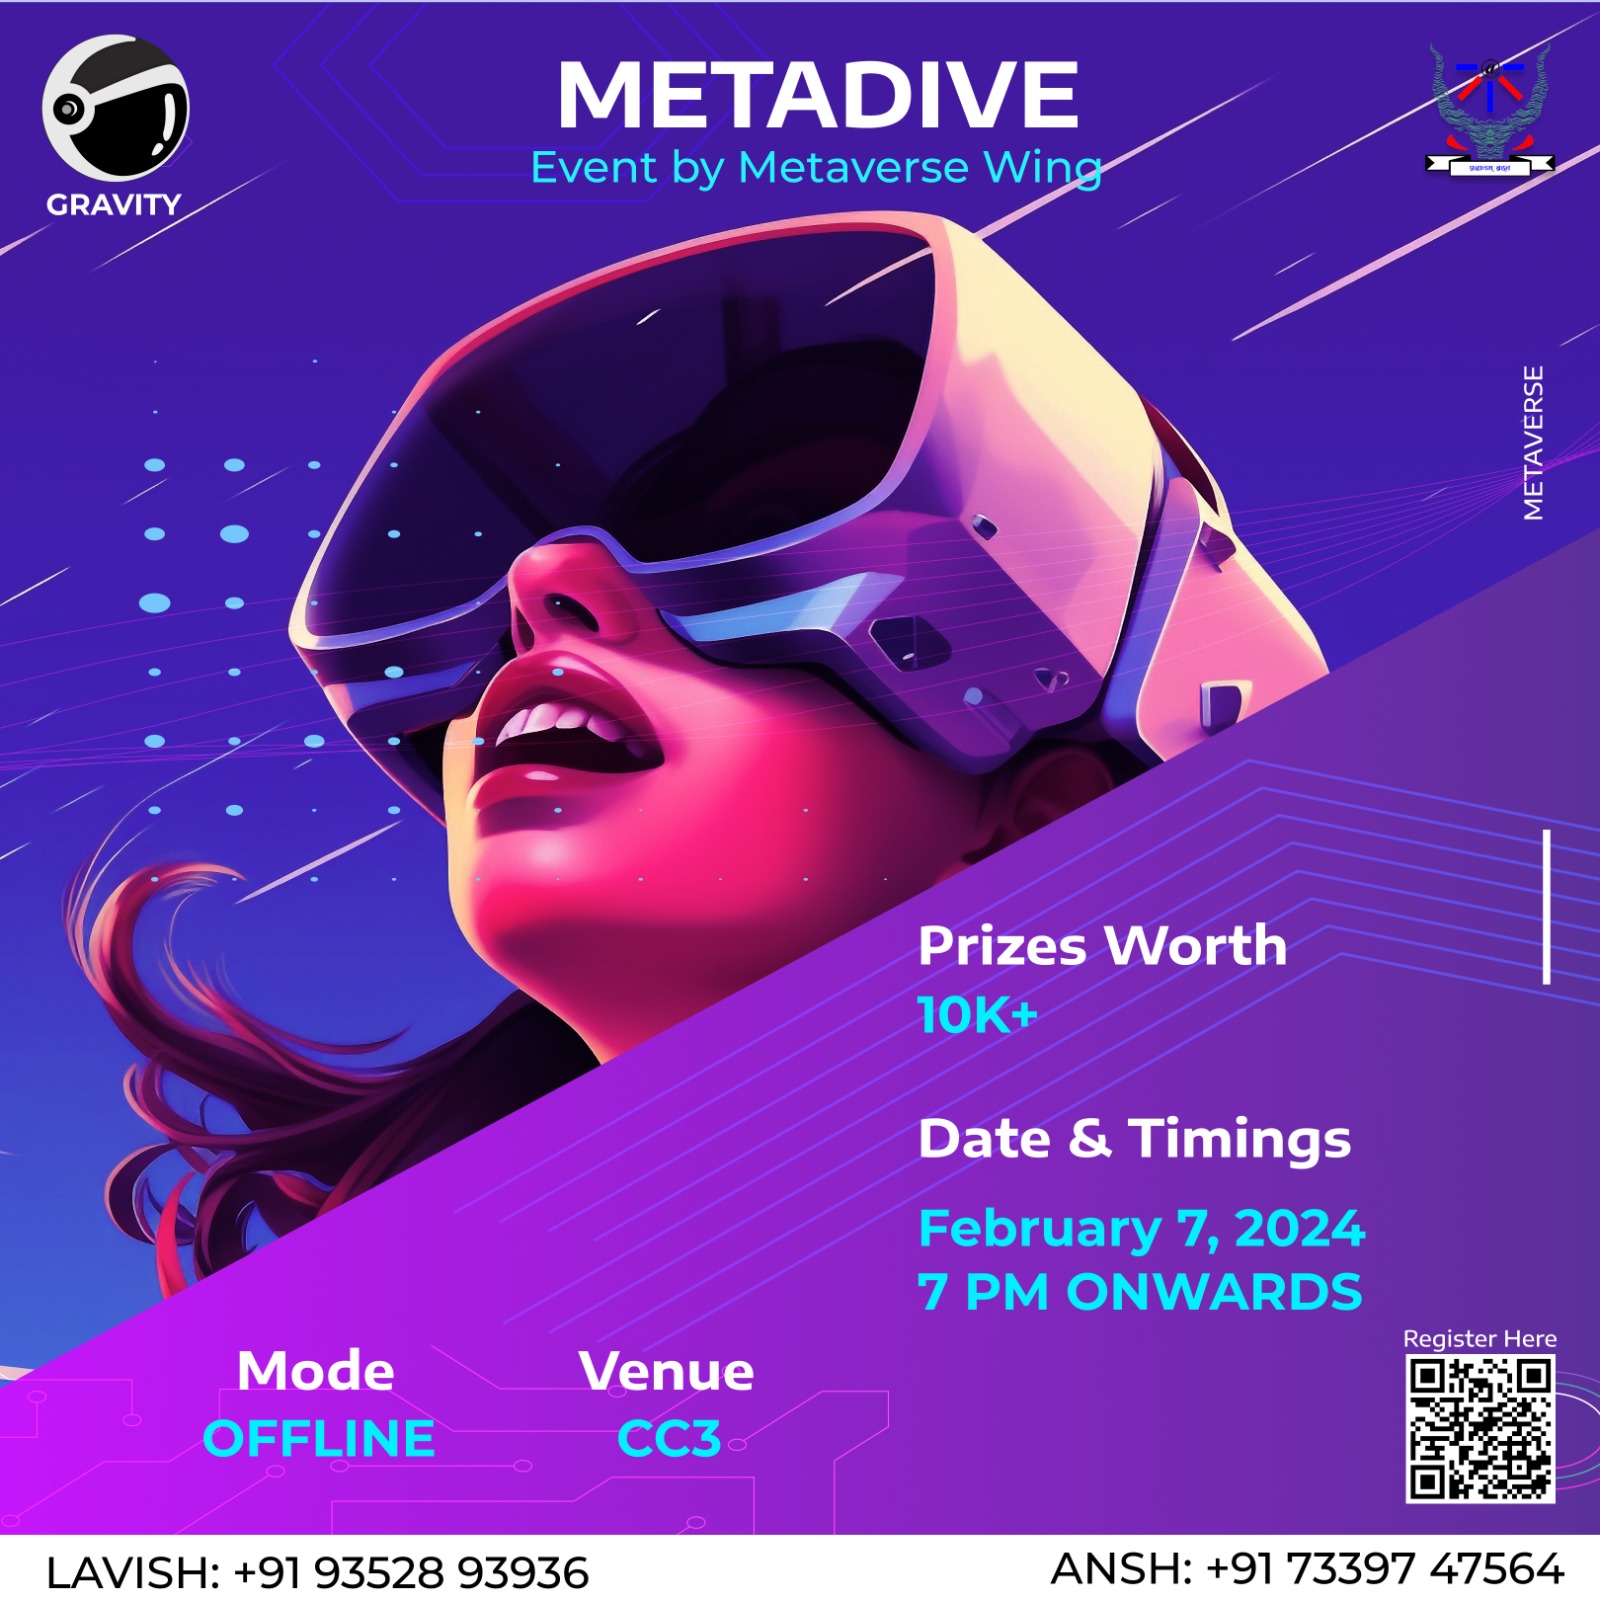 METADIVE
Event by Metaverse Wing
GRAVITY
METAVERSE
Prizes Worth
10K+
Date & Timings
February 7, 2024
7 PM ONWARDS
Mode
OFFLINE
Venue
CC3
Register Here
LAVISH: +91 93528 93936
ANSH: +91 73397 47564